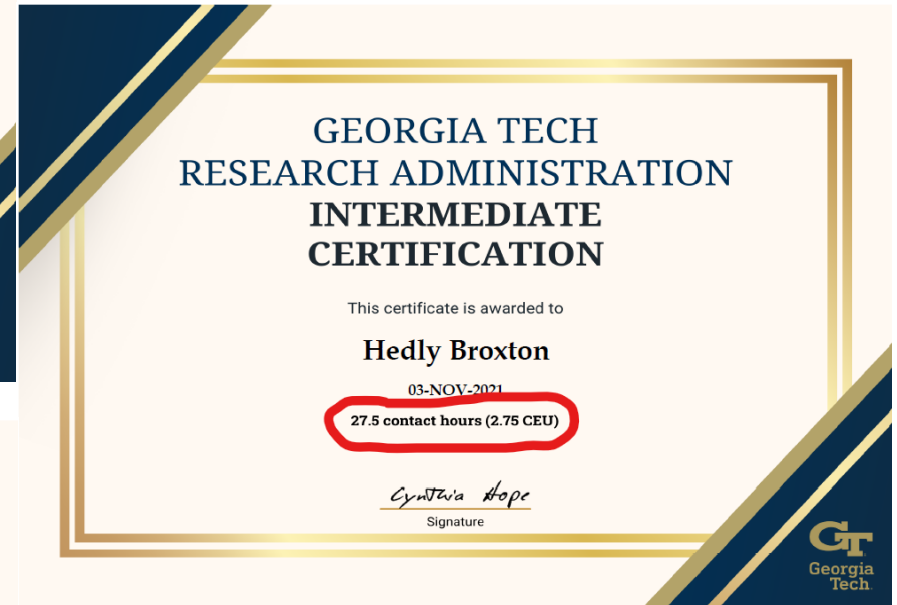 GEORGIA TECH
RESEARCH ADMINISTRATION
INTERMEDIATE
CERTIFICATION
This certificate is awarded to
Hedly Broxton
03-NOV-2021
27.5 contact hours (2.75 CEU)
Cynthia Hope
Signature
GT
Georgia
Tech.